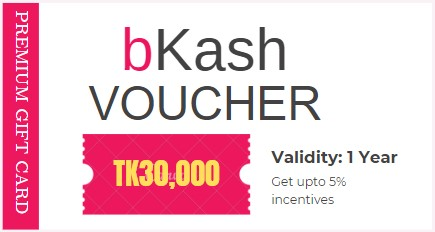 PREMIUM GIFT CARD
bKash
VOUCHER
TK30,000
Validity: 1 Year
Get upto 5%
incentives